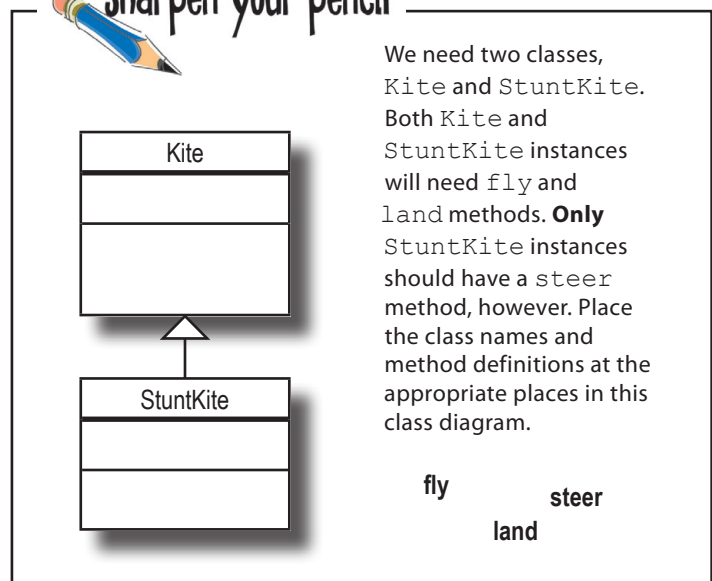 Sharpen your pencil
We need two classes,
Kite and StuntKite.
Both Kite and
StuntKite instances
will need fly and
land methods. Only
StuntKite instances
should have a steer
method, however. Place
the class names and
method definitions at the
appropriate places in this
class diagram.
Kite
StuntKite
fly
steer
land